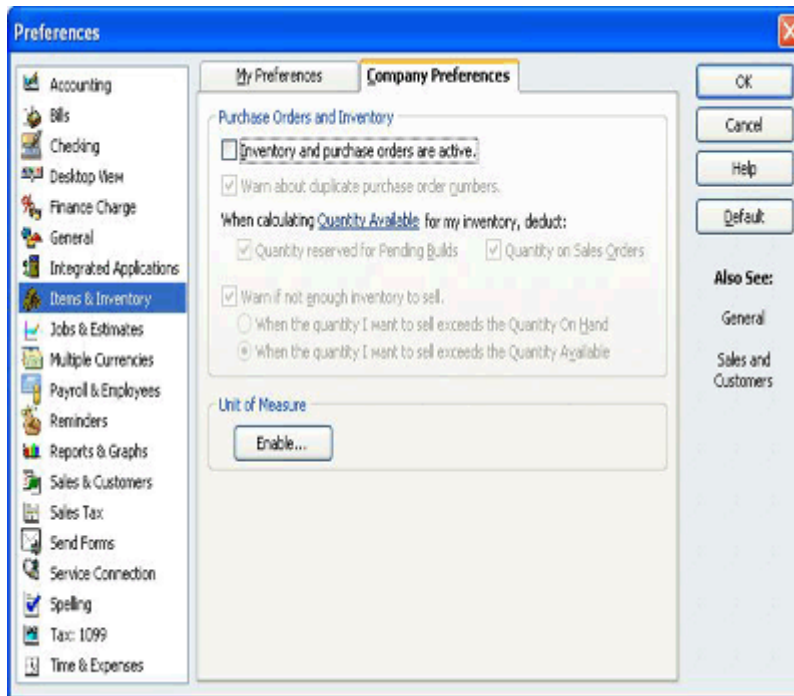 Preferences
Accounting
Bills
Checking
Desktop View
Finance Charge
General
Integrated Applications
Items & Inventory
Jobs & Estimates
Multiple Currencies
Payroll & Employees
Reminders
Reports & Graphs
Sales & Customers
Sales Tax
Send Forms
Service Connection
Spelling
Tax: 1099
Time & Expenses
My Preferences
Company Preferences
Purchase Orders and Inventory
Inventory and purchase orders are active.
Warn about duplicate purchase order numbers.
When calculating Quantity Available for my inventory, deduct:
Quantity reserved for Pending Builds Quantity on Sales Orders
Warn if not enough inventory to sell.
When the quantity I want to sell exceeds the Quantity On Hand
When the quantity I want to sell exceeds the Quantity Available
Unit of Measure
Enable...
OK
Cancel
Help
Default
Also See:
General
Sales and
Customers